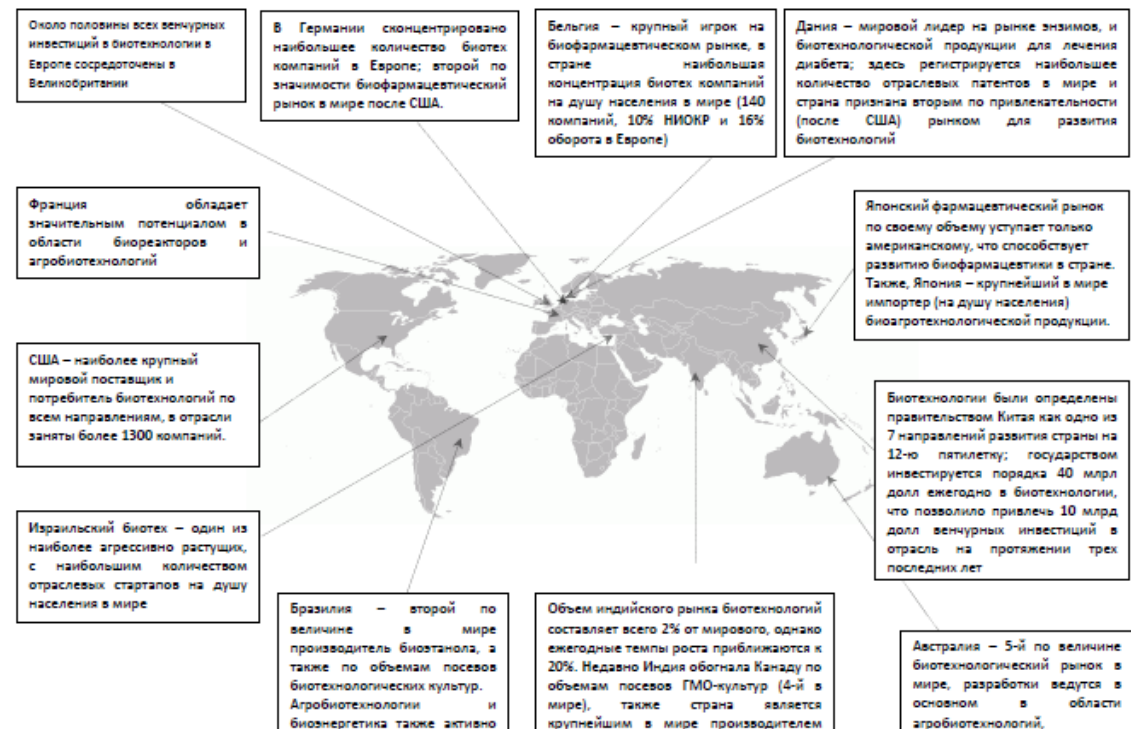 Около половины всех венчурных
инвестиций в биотехнологии в
Европе сосредоточены в
Великобритании
В Германии сконцентрировано
наибольшее количество биотех
компаний в Европе; второй по
значимости биофармацевтический
рынок в мире после США.
Бельгия – крупный игрок на
биофармацевтическом рынке, в
стране наибольшая
концентрация биотех компаний
на душу населения в мире (140
компаний, 10% НИОКР и 16%
оборота в Европе)
Дания – мировой лидер на рынке энзимов, и
биотехнологической продукции для лечения
диабета; здесь регистрируется наибольшее
количество отраслевых патентов в мире и
страна признана вторым по привлекательности
(после США) рынком для развития
биотехнологий
Франция обладает
значительным потенциалом в
области биореакторов и
агробиотехнологий
Японский фармацевтический рынок
по своему объему уступает только
американскому, что способствует
развитию биофармацевтики в стране.
Также, Япония – крупнейший в мире
импортер (на душу населения)
биоагротехнологической продукции.
США – наиболее крупный
мировой поставщик и
потребитель биотехнологий по
всем направлениям, в отрасли
заняты более 1300 компаний.
Биотехнологии были определены
правительством Китая как одно из
7 направлений развития страны на
12-ю пятилетку; государством
инвестируется порядка 40 млрл
долл ежегодно в биотехнологии,
что позволило привлечь 10 млрд
долл венчурных инвестиций в
отрасль на протяжении трех
последних лет
Израильский биотех – один из
наиболее агрессивно растущих,
с наибольшим количеством
отраслевых стартапов на душу
населения в мире
Бразилия – второй по
величине в мире
производитель биоэтанола, а
также по объемам посевов
биотехнологических культур.
Агробиотехнологии и
биоэнергетика также активно
Объем индийского рынка биотехнологий
составляет всего 2% от мирового, однако
ежегодные темпы роста приближаются к
20%. Недавно Индия обогнала Канаду по
объемам посевов ГМО-культур (4-й в
мире), также страна является
крупнейшим в мире производителем
Австралия – 5-й по величине
биотехнологический рынок в
мире, разработки ведутся в
основном в области
агробиотехнологий,